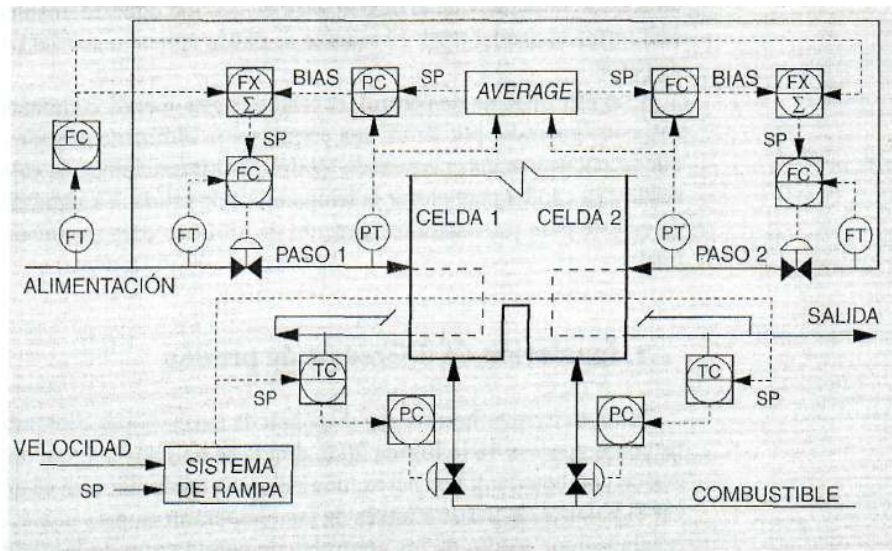 FX
Σ
BIAS
PC
SP
AVERAGE
SP
FC
BIAS
FX
Σ
FC
SP
SP
FC
FC
CELDA 1
CELDA 2
FT
FT
PT
PT
FT
PASO 1
PASO 2
ALIMENTACIÓN
SALIDA
TC
TC
SP
SP
PC
PC
VELOCIDAD
SP
SISTEMA
DE RAMPA
COMBUSTIBLE